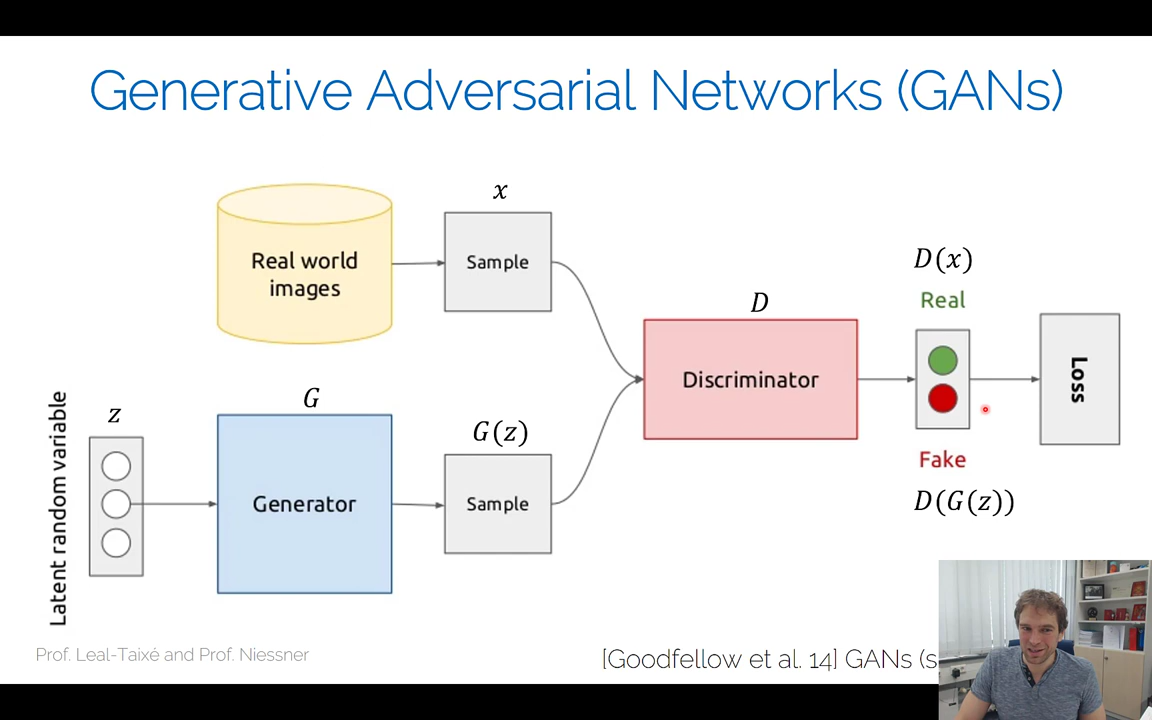 Generative Adversarial Networks (GANs)
x
Real world
images
Sample
D(x)
Real
D
Discriminator
Loss
Fake
D(G(z))
Latent random variable
z
G
Generator
G(z)
Sample
Prof. Leal-Taixé and Prof. Niessner
[Goodfellow et al. 14] GANs